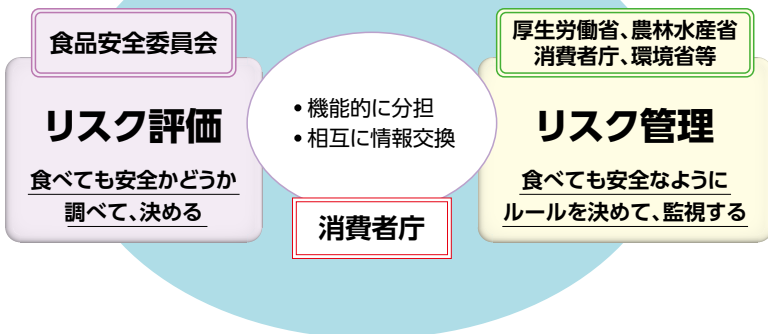 食品安全委員会
リスク評価
食べても安全かどうか
調べて、決める
• 機能的に分担
• 相互に情報交換
消費者庁
厚生労働省、農林水産省
消費者庁、環境省等
リスク管理
食べても安全なように
ルールを決めて、監視する